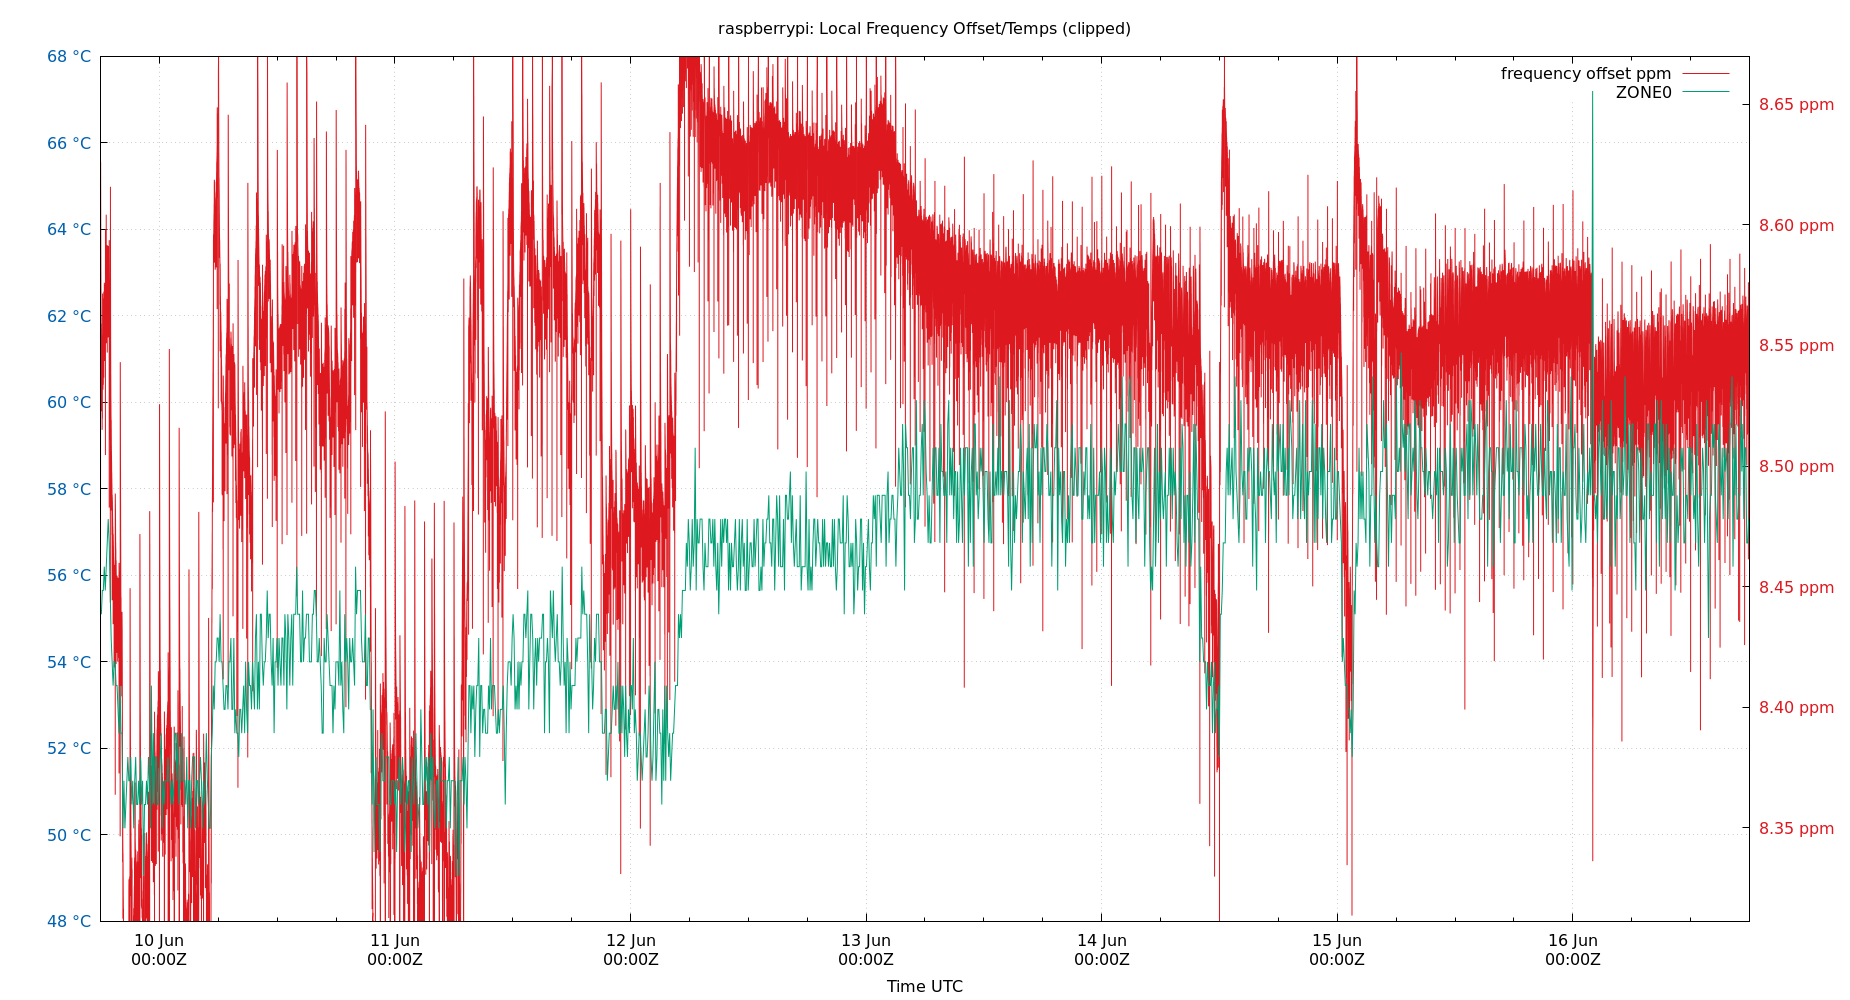 raspberrypi: Local Frequency Offset/Temps (clipped)
68 °C
66 °C
64 °C
62 °C
60 °C
58 °C
56 °C
54 °C
52 °C
50 °C
48 °C
frequency offset ppm
ZONE0
8.65 ppm
8.60 ppm
8.55 ppm
8.50 ppm
8.45 ppm
8.40 ppm
8.35 ppm
10 Jun
00:00Z
11 Jun
00:00Z
12 Jun
00:00Z
13 Jun
00:00Z
14 Jun
00:00Z
15 Jun
00:00Z
16 Jun
00:00Z
Time UTC